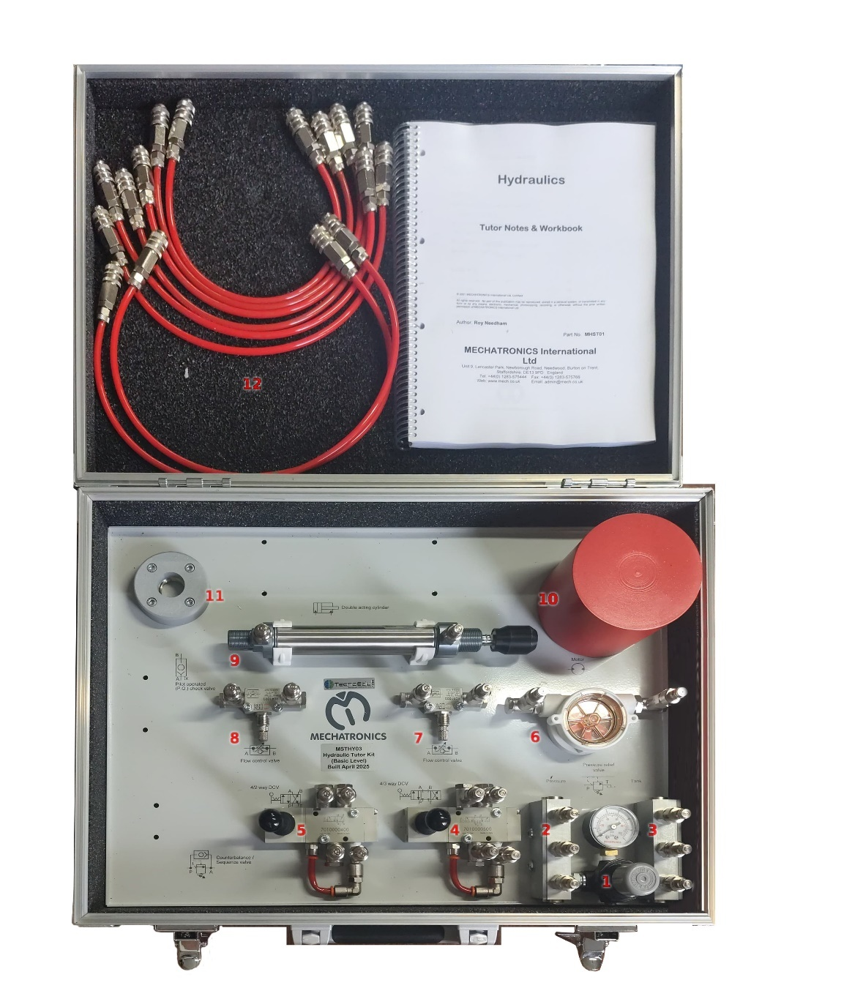 Hydraulics
Tutor Notes & Workbook
© 2001 MECHATRONICS International Ltd. Limited.
Author: Roy Needham
Part No. MHST01
MECHATRONICS International
Ltd
Unit 9, Lancaster Park, Newborough Road, Needwood, Burton on Trent,
Staffordshire, DE13 9PD England
Tel: +44(0) 1283-575444 Fax: +44(0) 1283-575769
Web: www.mech.co.uk Email: admin@mech.co.uk
12
10
11
Double acting cylinder
9
Motor
B
A X
Pilot operated
(P.O.) check valve
MECHATRONICS
8
7
6
A B
Flow control valve
MSTHY03
Hydraulic Tutor Kit
(Basic Level)
Built April 2025
A B
Flow control valve
Pressure relief
valve
Pressure
P T
Tank
4/2 way DCV
A B
P T
4/3 way DCV
A B
P T
5
7010000400
4
7010000500
2
3
1
Counterbalance /
Sequence valve
P A